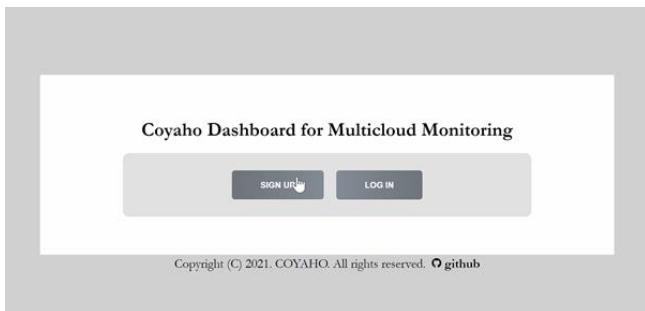 Coyaho Dashboard for Multicloud Monitoring
SIGN UP LOG IN
Copyright (C) 2021. COYAHO. All rights reserved. github